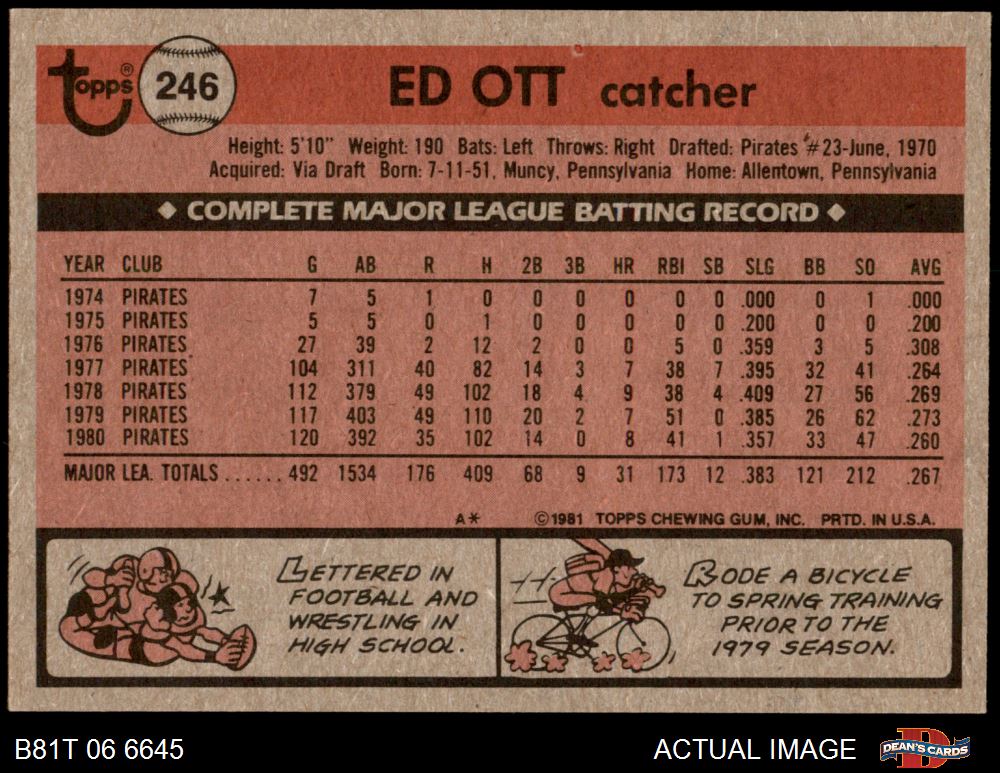 Topps® 246 ED OTT catcher
Height: 5'10" Weight: 190 Bats: Left Throws: Right Drafted: Pirates #23-June, 1970
Acquired: Via Draft Born: 7-11-51, Muncy, Pennsylvania Home: Allentown, Pennsylvania
◆ COMPLETE MAJOR LEAGUE BATTING RECORD ◆
YEAR CLUB G AB R H 2B 3B HR RBI SB SLG BB SO AVG
1974 PIRATES 7 5 1 0 0 0 0 0 0 .000 0 1 .000
1975 PIRATES 5 5 0 1 0 0 0 0 0 .200 0 0 .200
1976 PIRATES 27 39 2 12 2 0 0 5 0 .359 3 5 .308
1977 PIRATES 104 311 40 82 14 3 7 38 7 .395 32 41 .264
1978 PIRATES 112 379 49 102 18 4 9 38 4 .409 27 56 .269
1979 PIRATES 117 403 49 110 20 2 7 51 0 .385 26 62 .273
1980 PIRATES 120 392 35 102 14 0 8 41 1 .357 33 47 .260
MAJOR LEA. TOTALS ...... 492 1534 176 409 68 9 31 173 12 .383 121 212 .267
A* ©1981 TOPPS CHEWING GUM, INC. PRTD. IN U.S.A.
LETTERED IN
FOOTBALL AND
WRESTLING IN
HIGH SCHOOL.
RODE A BICYCLE
TO SPRING TRAINING
PRIOR TO THE
1979 SEASON.
B81T 06 6645 ACTUAL IMAGE DEAN'S CARDS